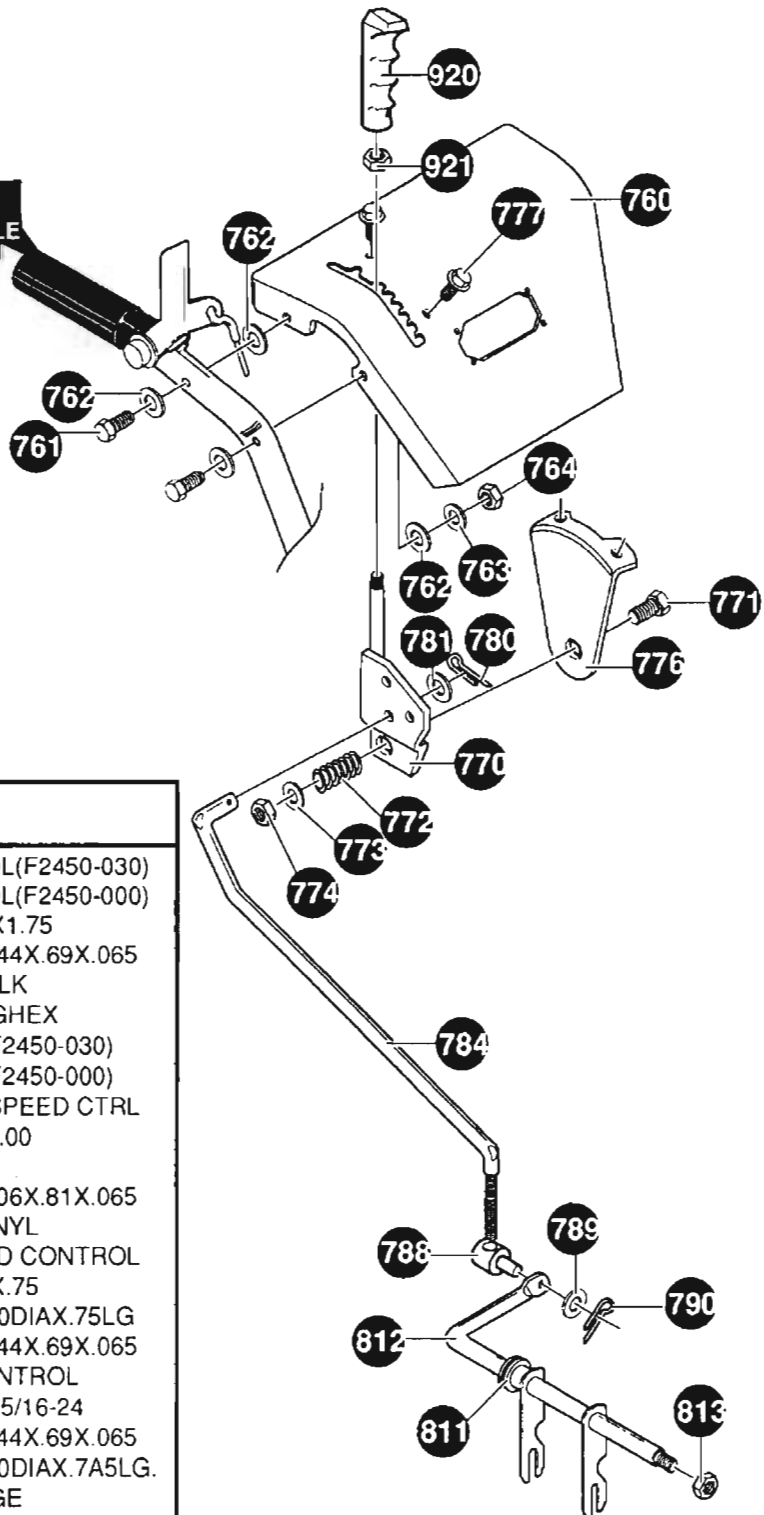 920
921
760
777
LE
762
762
761
764
762
763
771
781
780
776
770
772
773
774
784
788
789
790
812
811
813
L(F2450-030)
L(F2450-000)
X1.75
44X.69X.065
LK
GHEX
F2450-030)
F2450-000)
SPEED CTRL
.00
06X.81X.065
NYL
D CONTROL
X.75
0DIAX.75LG
44X.69X.065
NTROL
5/16-24
44X.69X.065
0DIAX.7A5LG.
GE